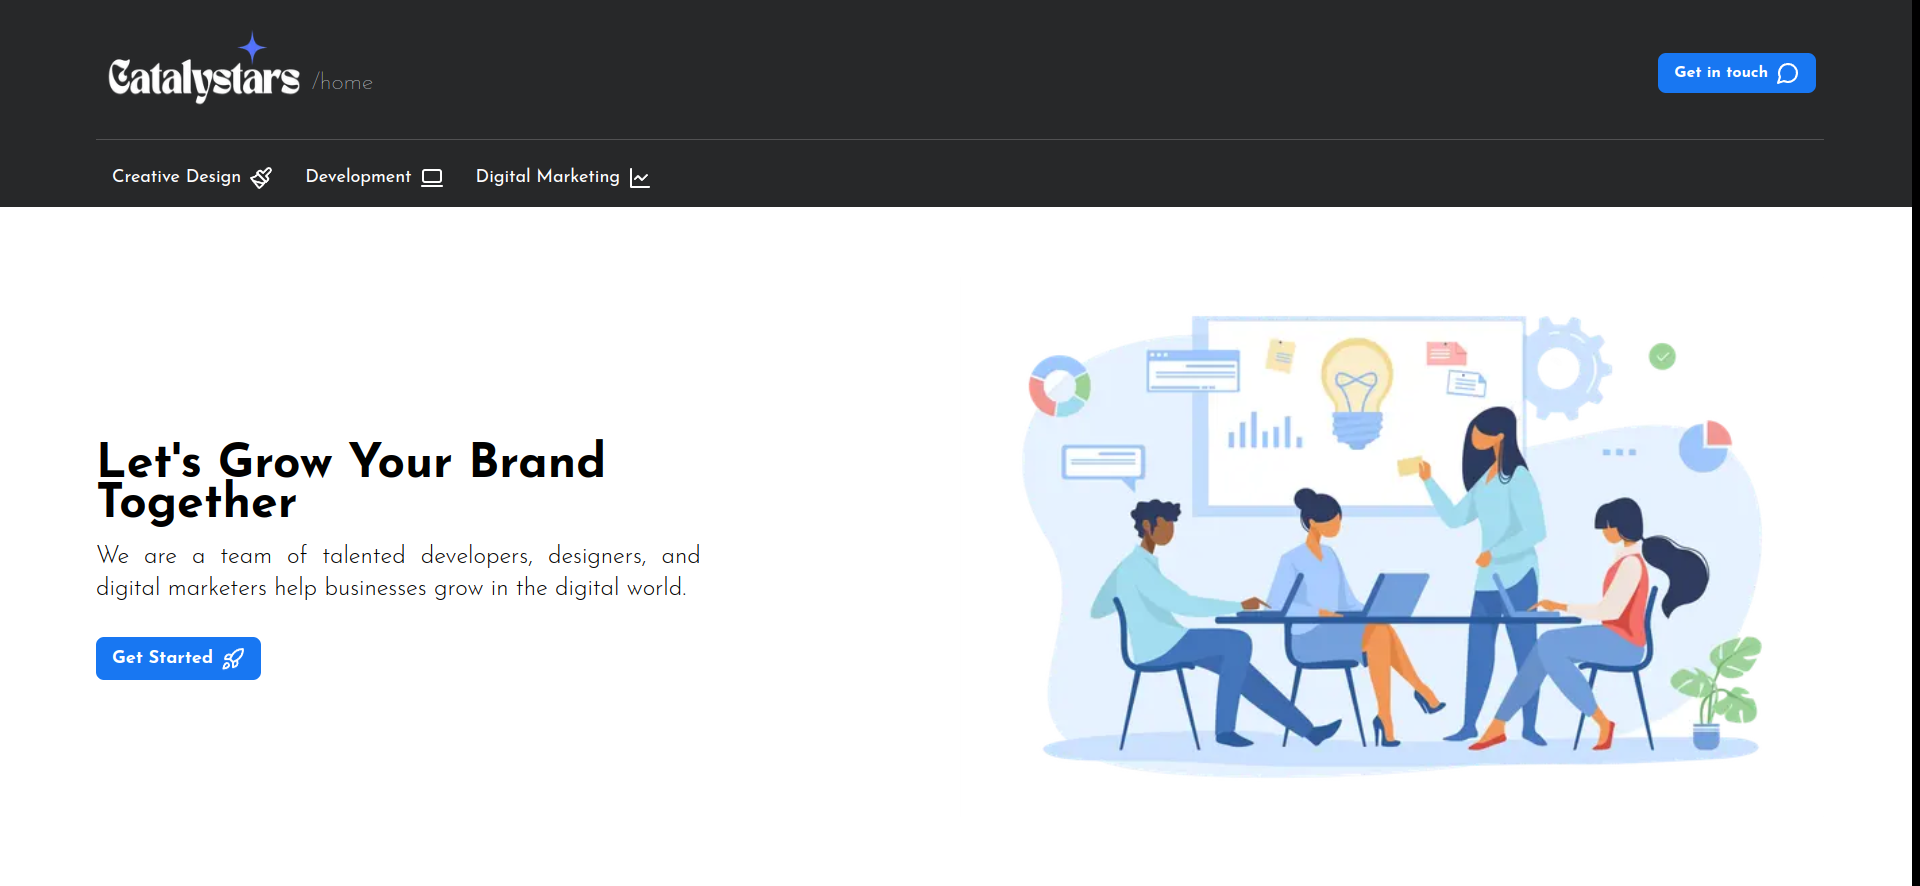 Catalystars /home
Get in touch
Creative Design Development Digital Marketing
Let's Grow Your Brand
Together
We are a team of talented developers, designers, and
digital marketers help businesses grow in the digital world.
Get Started